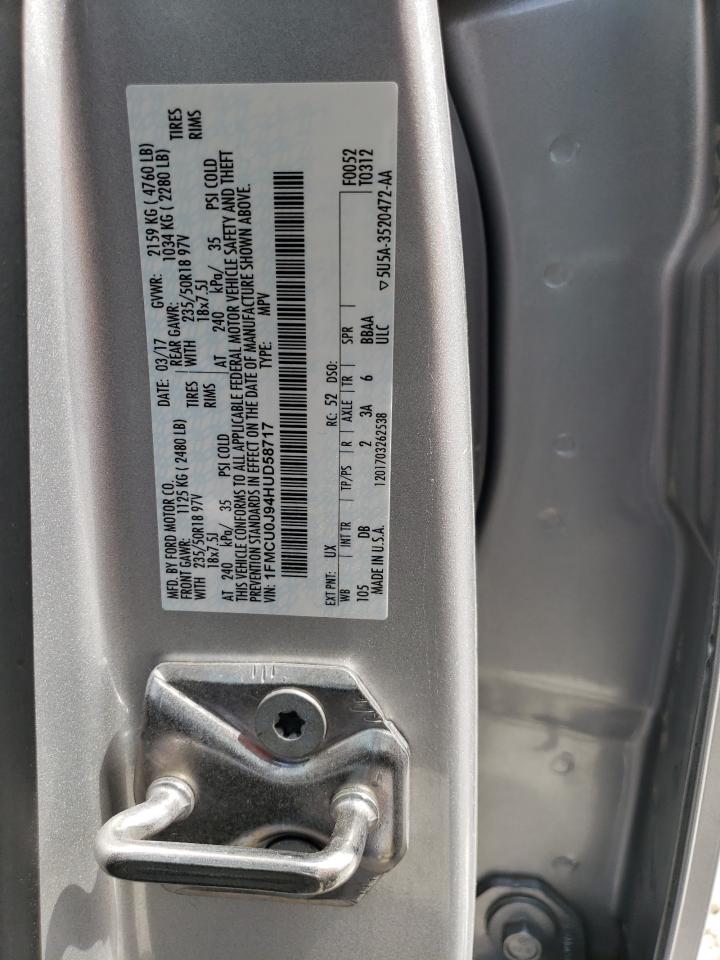 MFD. BY FORD MOTOR CO.
DATE: 03/17 GVWR: 2159 KG ( 4760 LB)
FRONT GAWR: 1125 KG ( 2480 LB) REAR GAWR: 1034 KG ( 2280 LB)
WITH 235/50R18 97V TIRES WITH 235/50R18 97V TIRES
18x7.5J RIMS 18x7.5J RIMS
AT 240 kPa/ 35 PSI COLD AT 240 kPa/ 35 PSI COLD
THIS VEHICLE CONFORMS TO ALL APPLICABLE FEDERAL MOTOR VEHICLE SAFETY AND THEFT
PREVENTION STANDARDS IN EFFECT ON THE DATE OF MANUFACTURE SHOWN ABOVE.
VIN: 1FMCU0J94HUD58717 TYPE: MPV
EXT PNT: UX RC: 52 DSO: F0052
WB INT TR TP/PS R AXLE TR SPR T0312
105 DB 2 3A 6 BBAA
MADE IN U.S.A. 1201703262538 ULC ▽5U5A-3520472-AA